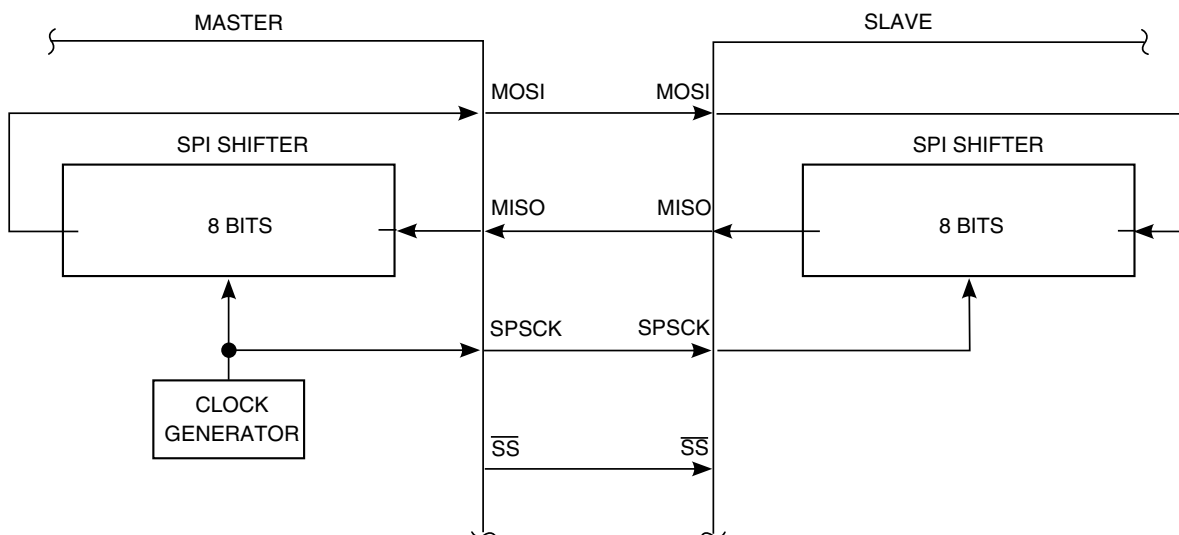 MASTER
SLAVE
MOSI
MOSI
SPI SHIFTER
SPI SHIFTER
8 BITS
MISO
MISO
8 BITS
SPSCK
SPSCK
CLOCK
GENERATOR
SS
SS